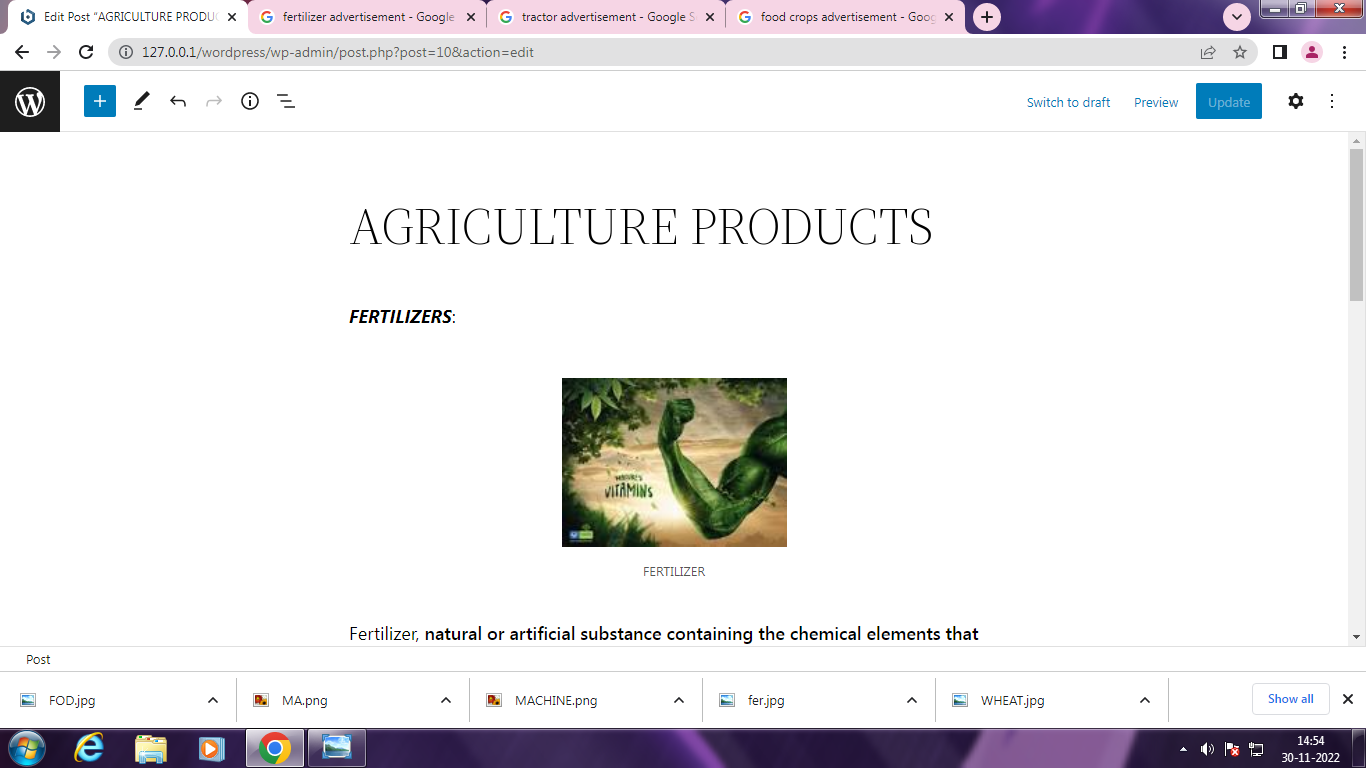 Edit Post “AGRICULTURE PRODUC
fertilizer advertisement - Google
tractor advertisement - Google S
food crops advertisement - Goog
127.0.0.1/wordpress/wp-admin/post.php?post=10&action=edit
Switch to draft
Preview
Update
AGRICULTURE PRODUCTS
FERTILIZERS:
NATURE'S
VITAMINS
FERTILIZER
Fertilizer, natural or artificial substance containing the chemical elements that
Post
FOD.jpg
MA.png
MACHINE.png
fer.jpg
WHEAT.jpg
Show all
14:54
30-11-2022